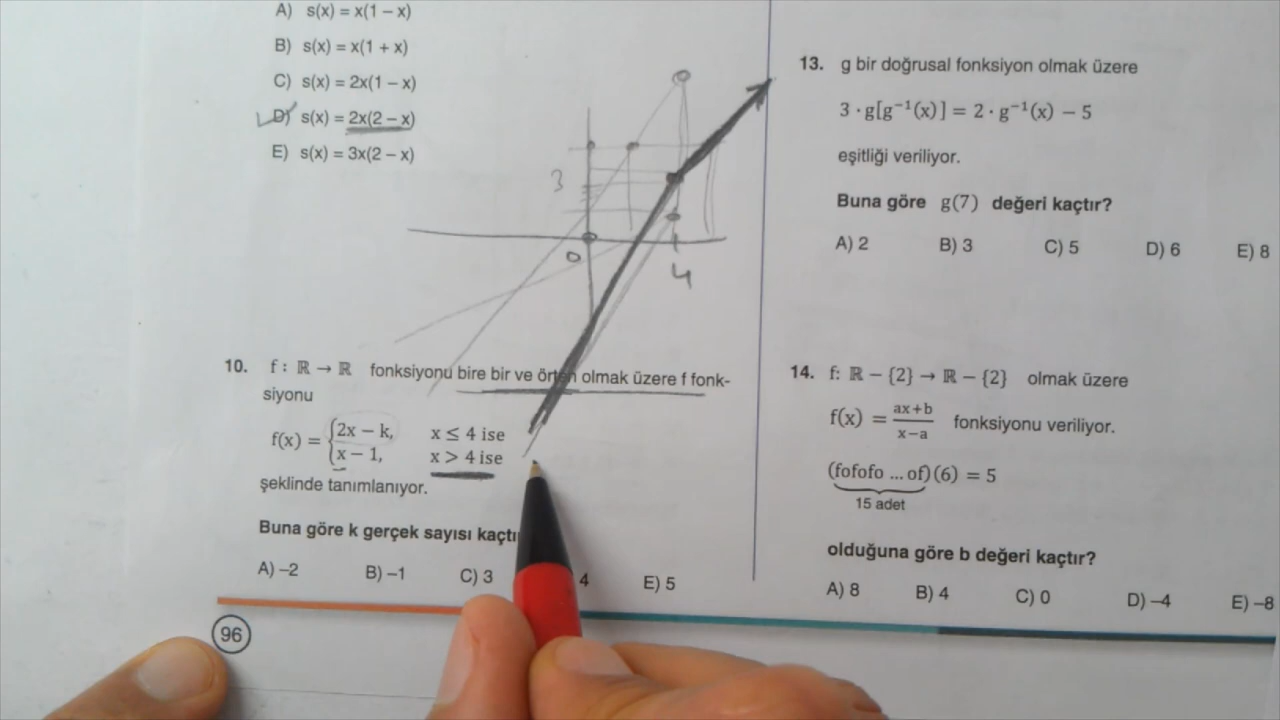 A) s(x) = x(1 − x)
B) s(x) = x(1 + x)
C) s(x) = 2x(1 − x)
D) s(x) = 2x(2 − x)
E) s(x) = 3x(2 − x)
3
0
4
10. f : ℝ → ℝ fonksiyonu bire bir ve örten olmak üzere f fonk-
siyonu
f(x) = { 2x − k, x ≤ 4 ise
x − 1, x > 4 ise
şeklinde tanımlanıyor.
Buna göre k gerçek sayısı
A) −2 B) −1 C) 3 4 E) 5
96
13. g bir doğrusal fonksiyon olmak üzere
3 · g[g⁻¹(x)] = 2 · g⁻¹(x) − 5
eşitliği veriliyor.
Buna göre g(7) değeri kaçtır?
A) 2 B) 3 C) 5 D) 6 E) 8
14. f: ℝ − {2} → ℝ − {2} olmak üzere
f(x) = ax+b / x−a fonksiyonu veriliyor.
(fofofo ... of)(6) = 5
15 adet
olduğuna göre b değeri kaçtır?
A) 8 B) 4 C) 0 D) −4 E) −8